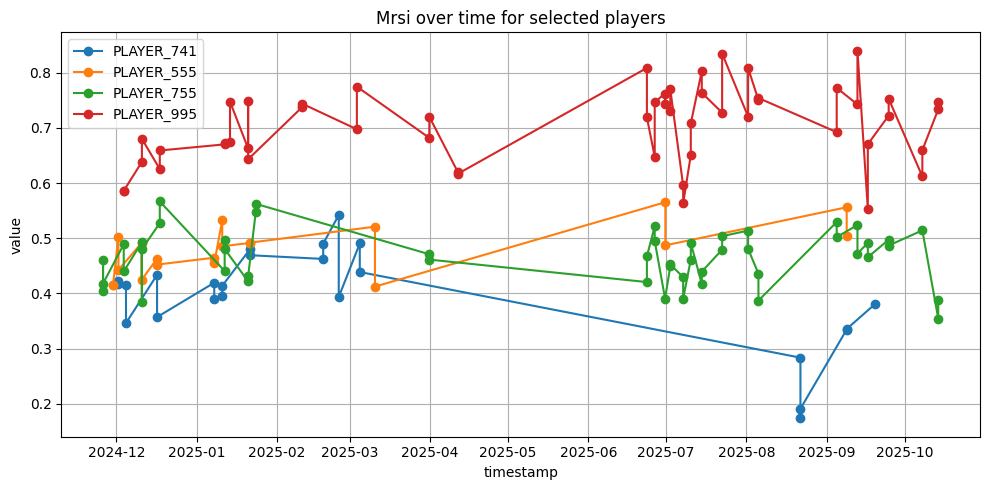 Mrsi over time for selected players
PLAYER_741
PLAYER_555
PLAYER_755
PLAYER_995
value
0.8
0.7
0.6
0.5
0.4
0.3
0.2
2024-12 2025-01 2025-02 2025-03 2025-04 2025-05 2025-06 2025-07 2025-08 2025-09 2025-10
timestamp